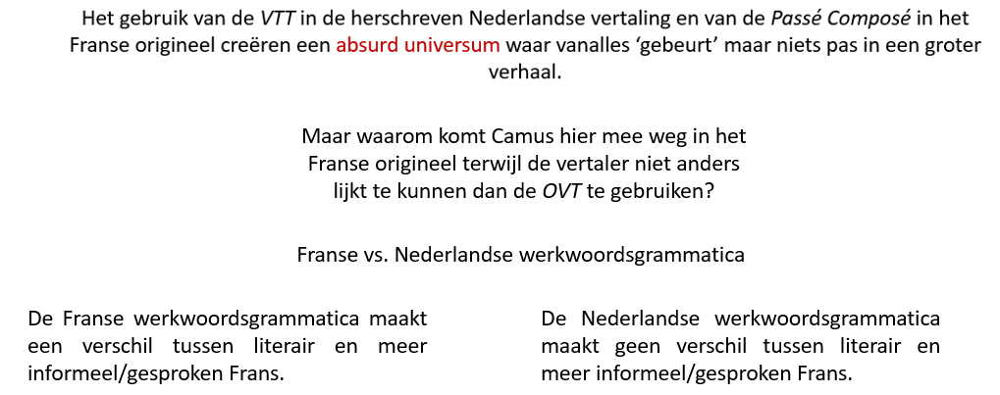 Het gebruik van de VTT in de herschreven Nederlandse vertaling en van de Passé Composé in het
Franse origineel creëren een absurd universum waar vanalles ‘gebeurt’ maar niets pas in een groter
verhaal.
Maar waarom komt Camus hier mee weg in het
Franse origineel terwijl de vertaler niet anders
lijkt te kunnen dan de OVT te gebruiken?
Franse vs. Nederlandse werkwoordsgrammatica
De Franse werkwoordsgrammatica maakt
een verschil tussen literair en meer
informeel/gesproken Frans.
De Nederlandse werkwoordsgrammatica
maakt geen verschil tussen literair en
meer informeel/gesproken Frans.